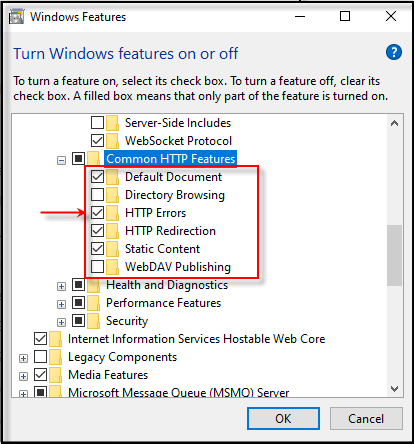 Windows Features
Turn Windows features on or off
?
To turn a feature on, select its check box. To turn a feature off, clear its
check box. A filled box means that only part of the feature is turned on.
Server-Side Includes
WebSocket Protocol
Common HTTP Features
Default Document
Directory Browsing
HTTP Errors
HTTP Redirection
Static Content
WebDAV Publishing
Health and Diagnostics
Performance Features
Security
Internet Information Services Hostable Web Core
Legacy Components
Media Features
Microsoft Message Queue (MSMQ) Server
OK
Cancel